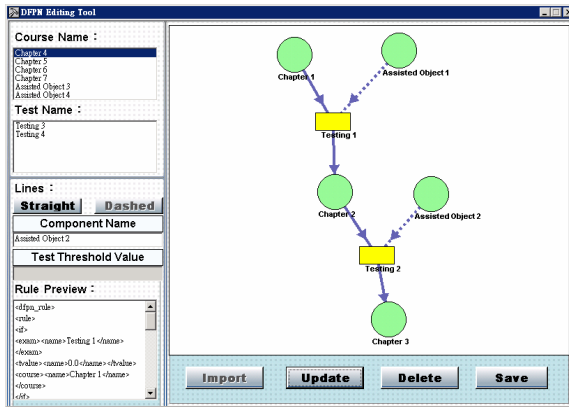 DFPN Editing Tool
Course Name :
Chapter 4
Chapter 5
Chapter 6
Chapter 7
Assisted Object 3
Assisted Object 4
Test Name :
Testing 3
Testing 4
Lines :
Straight Dashed
Component Name
Assisted Object 2
Test Threshold Value
Rule Preview :
<dfpn_rule>
<rule>
<if>
<exam><name>Testing 1</name>
</exam>
<tvalue><name>0.0</name></tvalue>
<course><name>Chapter 1</name>
</course>
</if>
Chapter 1
Assisted Object 1
Testing 1
Chapter 2
Assisted Object 2
Testing 2
Chapter 3
Import Update Delete Save